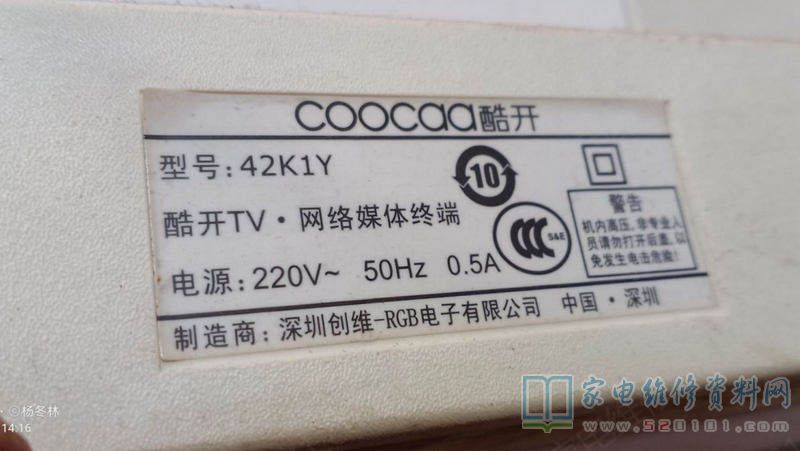 coocaa酷开
型号:42K1Y
10
酷开TV·网络媒体终端
CCC
S&E
警告
机内高压,非专业人
员请勿打开后盖,以
免发生电击危险!
电源:220V~ 50Hz 0.5A
制造商:深圳创维-RGB电子有限公司 中国·深圳
©杨冬林
14:16
家电维修资料网
www.520101.com